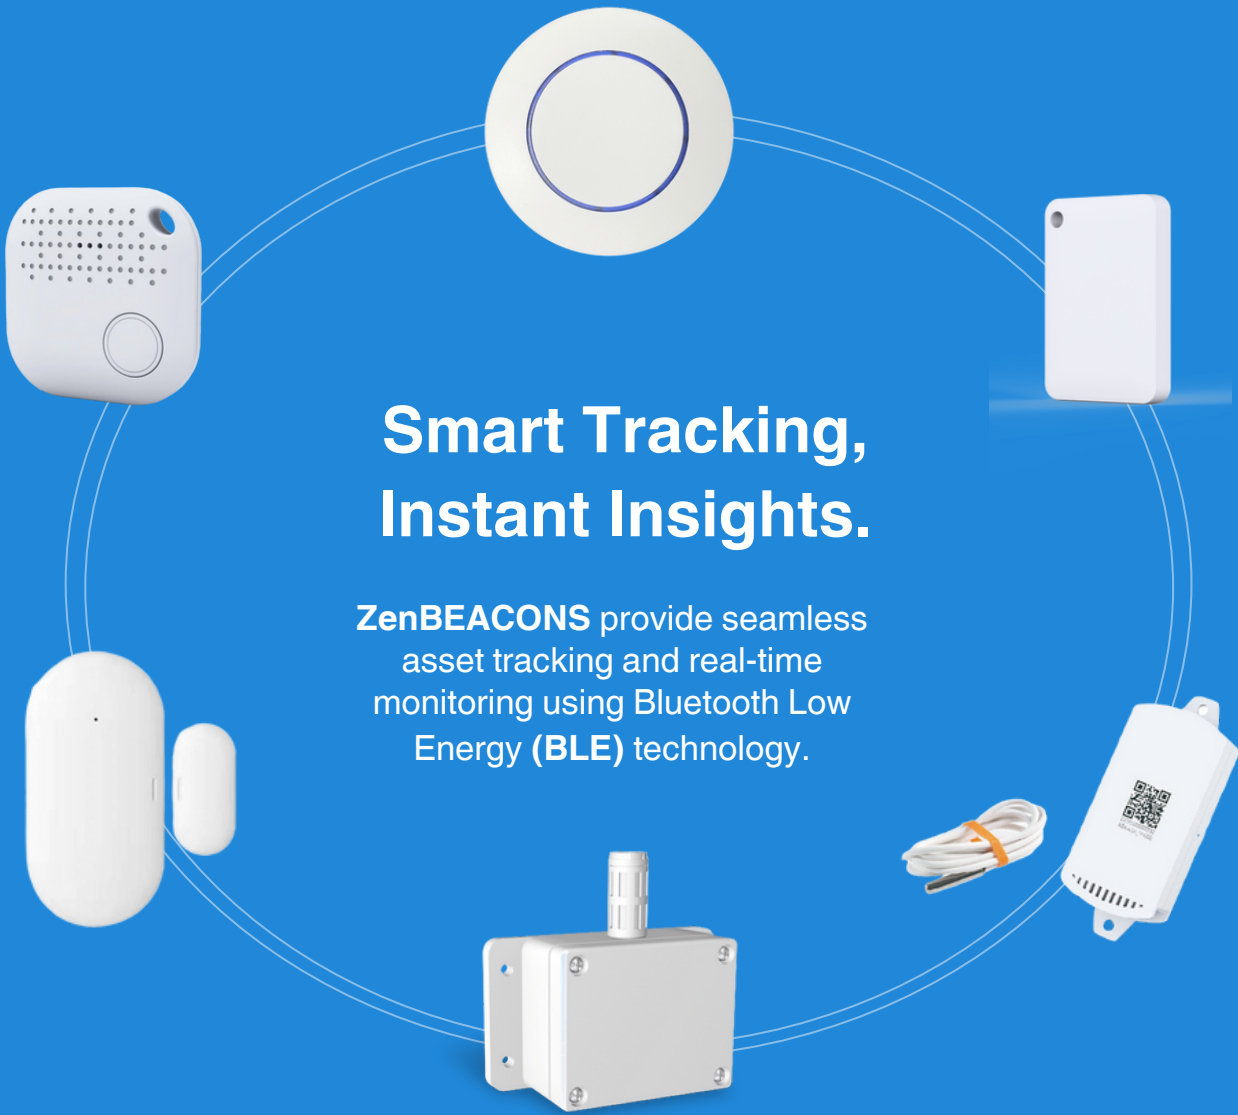 Smart Tracking,
Instant Insights.
ZenBEACONS provide seamless
asset tracking and real-time
monitoring using Bluetooth Low
Energy (BLE) technology.